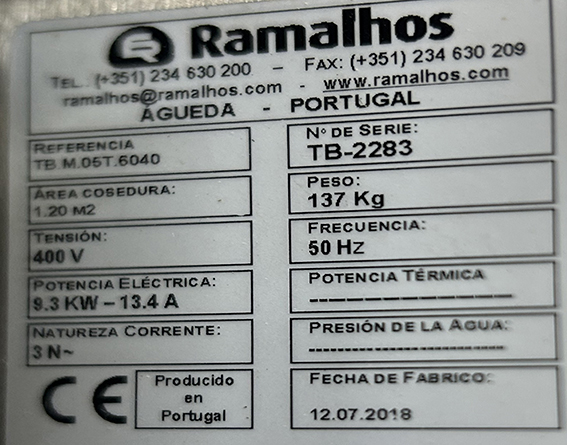 Ramalhos
TEL.: (+351) 234 630 200 – FAX: (+351) 234 630 209
ramalhos@ramalhos.com - www.ramalhos.com
ÁGUEDA - PORTUGAL
REFERENCIA
TB.M.05T.6040
Nº DE SERIE:
TB-2283
ÁREA COSEDURA:
1.20 M2
PESO:
137 Kg
TENSIÓN:
400 V
FRECUENCIA:
50 HZ
POTENCIA ELÉCTRICA:
9.3 KW – 13.4 A
POTENCIA TÉRMICA
--------------------------
NATUREZA CORRENTE:
3 N~
PRESIÓN DE LA AGUA:
--------------------------
CE
Producido
en
Portugal
FECHA DE FABRICO:
12.07.2018